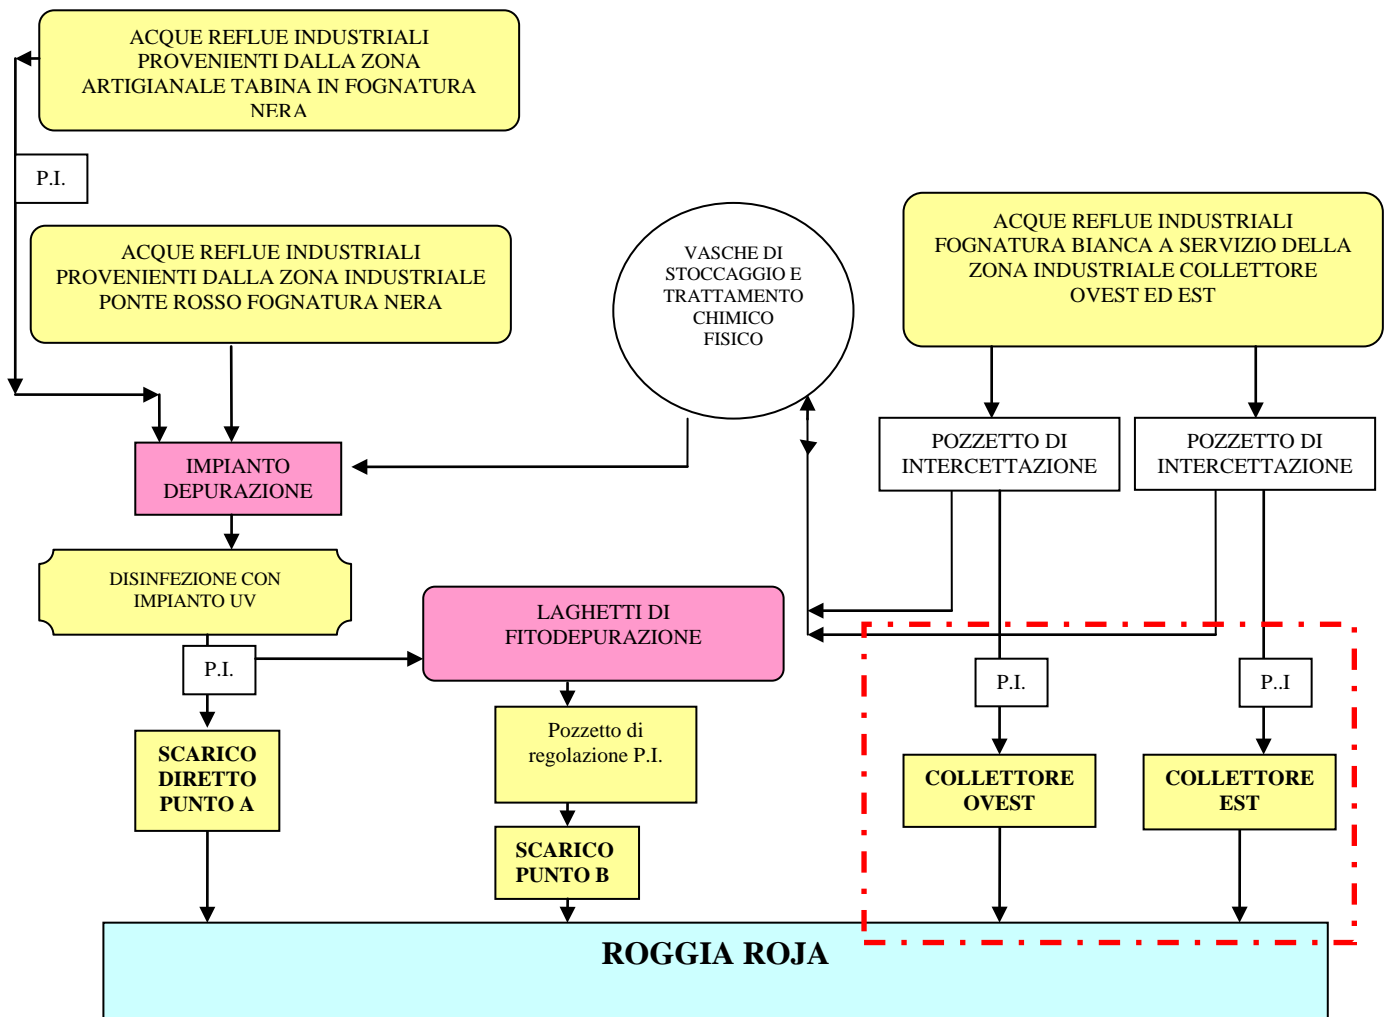 ACQUE REFLUE INDUSTRIALI
PROVENIENTI DALLA ZONA
ARTIGIANALE TABINA IN FOGNATURA
NERA
P.I.
ACQUE REFLUE INDUSTRIALI
PROVENIENTI DALLA ZONA INDUSTRIALE
PONTE ROSSO FOGNATURA NERA
VASCHE DI
STOCCAGGIO E
TRATTAMENTO
CHIMICO
FISICO
ACQUE REFLUE INDUSTRIALI
FOGNATURA BIANCA A SERVIZIO DELLA
ZONA INDUSTRIALE COLLETTORE
OVEST ED EST
IMPIANTO
DEPURAZIONE
POZZETTO DI
INTERCETTAZIONE
POZZETTO DI
INTERCETTAZIONE
DISINFEZIONE CON
IMPIANTO UV
LAGHETTI DI
FITODEPURAZIONE
P.I.
P.I.
P..I
SCARICO
DIRETTO
PUNTO A
Pozzetto di
regolazione P.I.
COLLETTORE
OVEST
COLLETTORE
EST
SCARICO
PUNTO B
ROGGIA ROJA